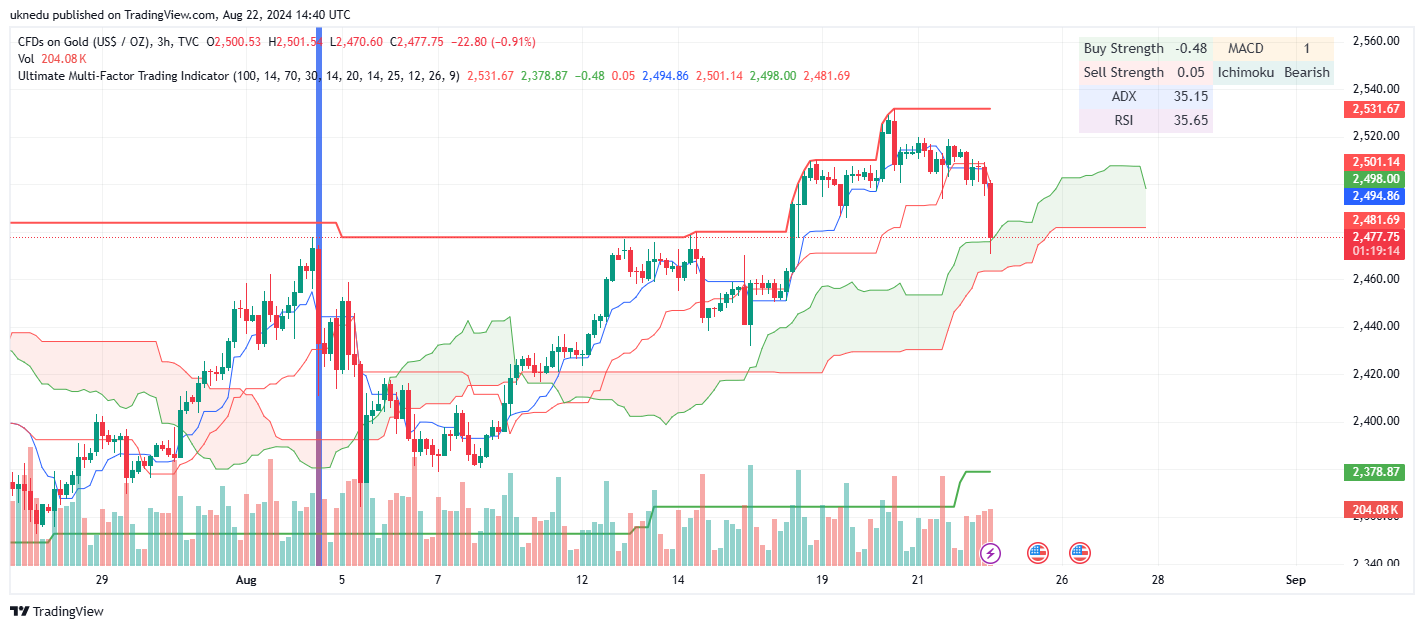 uknedu published on TradingView.com, Aug 22, 2024 14:40 UTC
CFDs on Gold (US$ / OZ), 3h, TVC O2,500.53 H2,501.54 L2,470.60 C2,477.75 −22.80 (−0.91%)
Vol 204.08 K
Ultimate Multi-Factor Trading Indicator (100, 14, 70, 30, 14, 20, 14, 25, 12, 26, 9) 2,531.67 2,378.87 −0.48 0.05 2,494.86 2,501.14 2,498.00 2,481.69
Buy Strength -0.48 MACD 1
Sell Strength 0.05 Ichimoku Bearish
ADX 35.15
RSI 35.65
2,560.00
2,540.00
2,531.67
2,520.00
2,501.14
2,498.00
2,494.86
2,481.69
2,477.75
01:19:14
2,460.00
2,440.00
2,420.00
2,400.00
2,378.87
204.08 K
2,340.00
29 Aug 5 7 12 14 19 21 26 28 Sep
TradingView